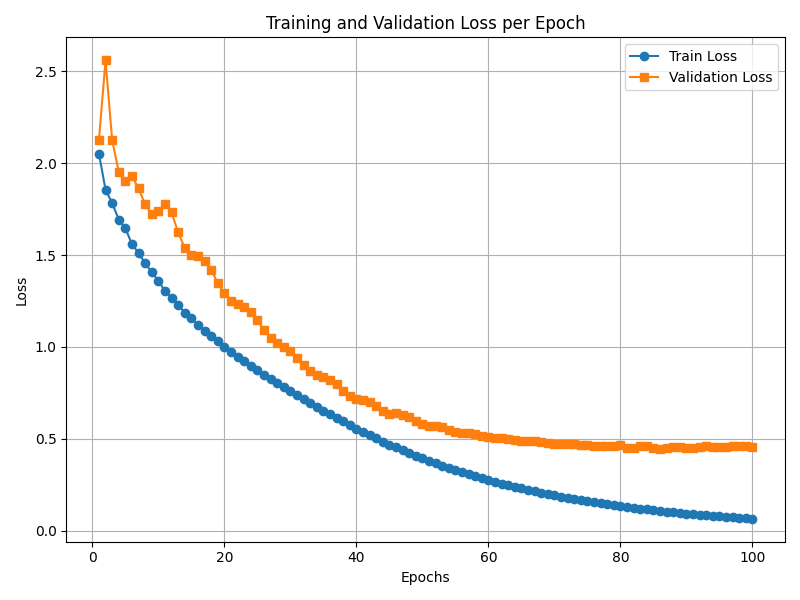 Training and Validation Loss per Epoch
Train Loss
Validation Loss
2.5
2.0
1.5
1.0
0.5
0.0
Loss
0 20 40 60 80 100
Epochs